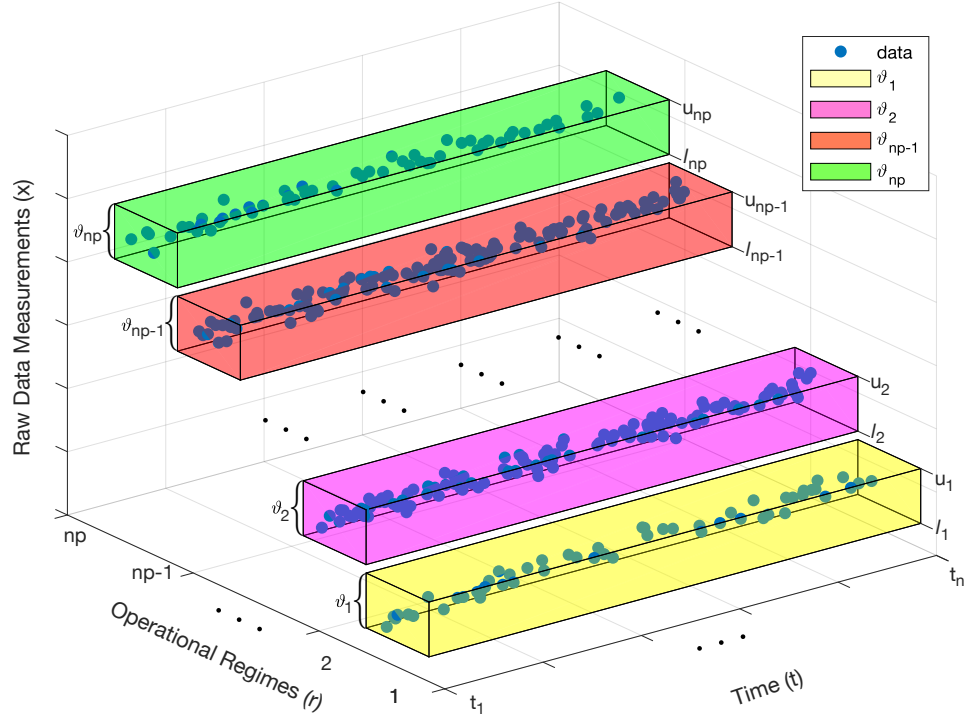 data
ϑ1
ϑ2
ϑnp-1
ϑnp
unp
lnp
unp-1
lnp-1
u2
l2
u1
l1
ϑnp
ϑnp-1
ϑ2
ϑ1
Raw Data Measurements (x)
np
np-1
2
1
Operational Regimes (r)
t1
tn
Time (t)